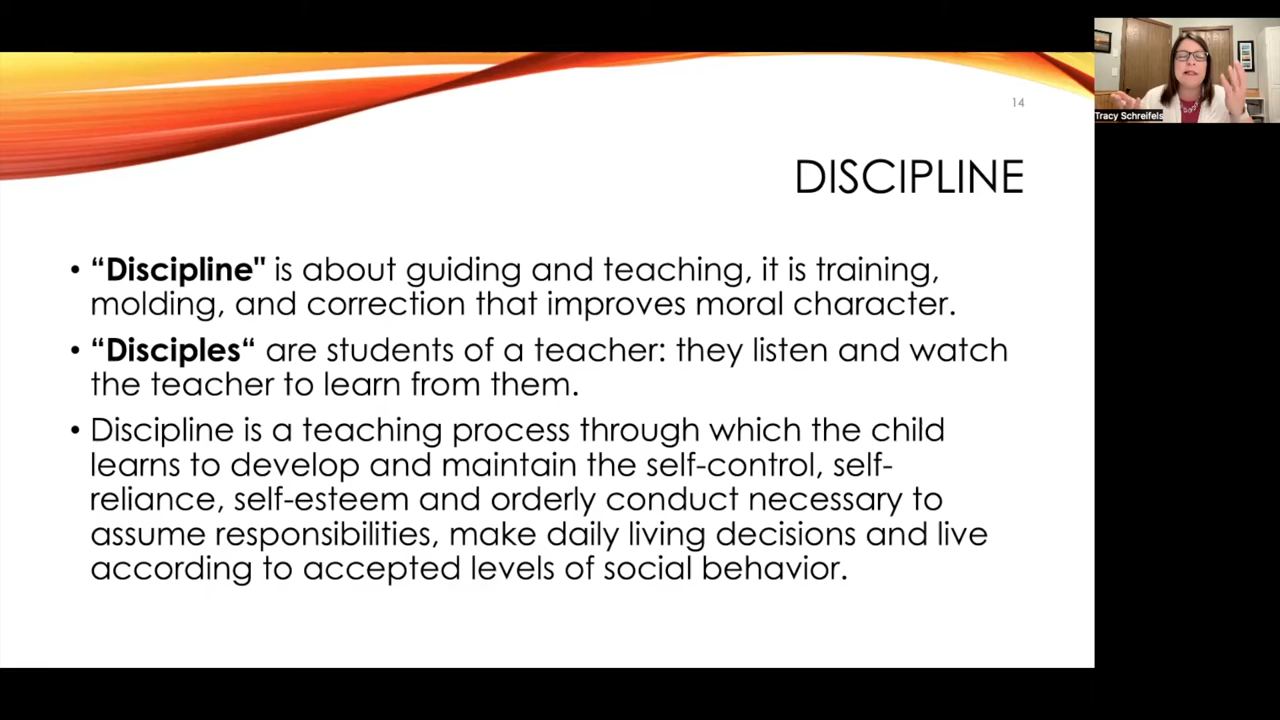 14
Tracy Schreifels
DISCIPLINE
• “Discipline" is about guiding and teaching, it is training,
molding, and correction that improves moral character.
• “Disciples“ are students of a teacher: they listen and watch
the teacher to learn from them.
• Discipline is a teaching process through which the child
learns to develop and maintain the self-control, self-
reliance, self-esteem and orderly conduct necessary to
assume responsibilities, make daily living decisions and live
according to accepted levels of social behavior.